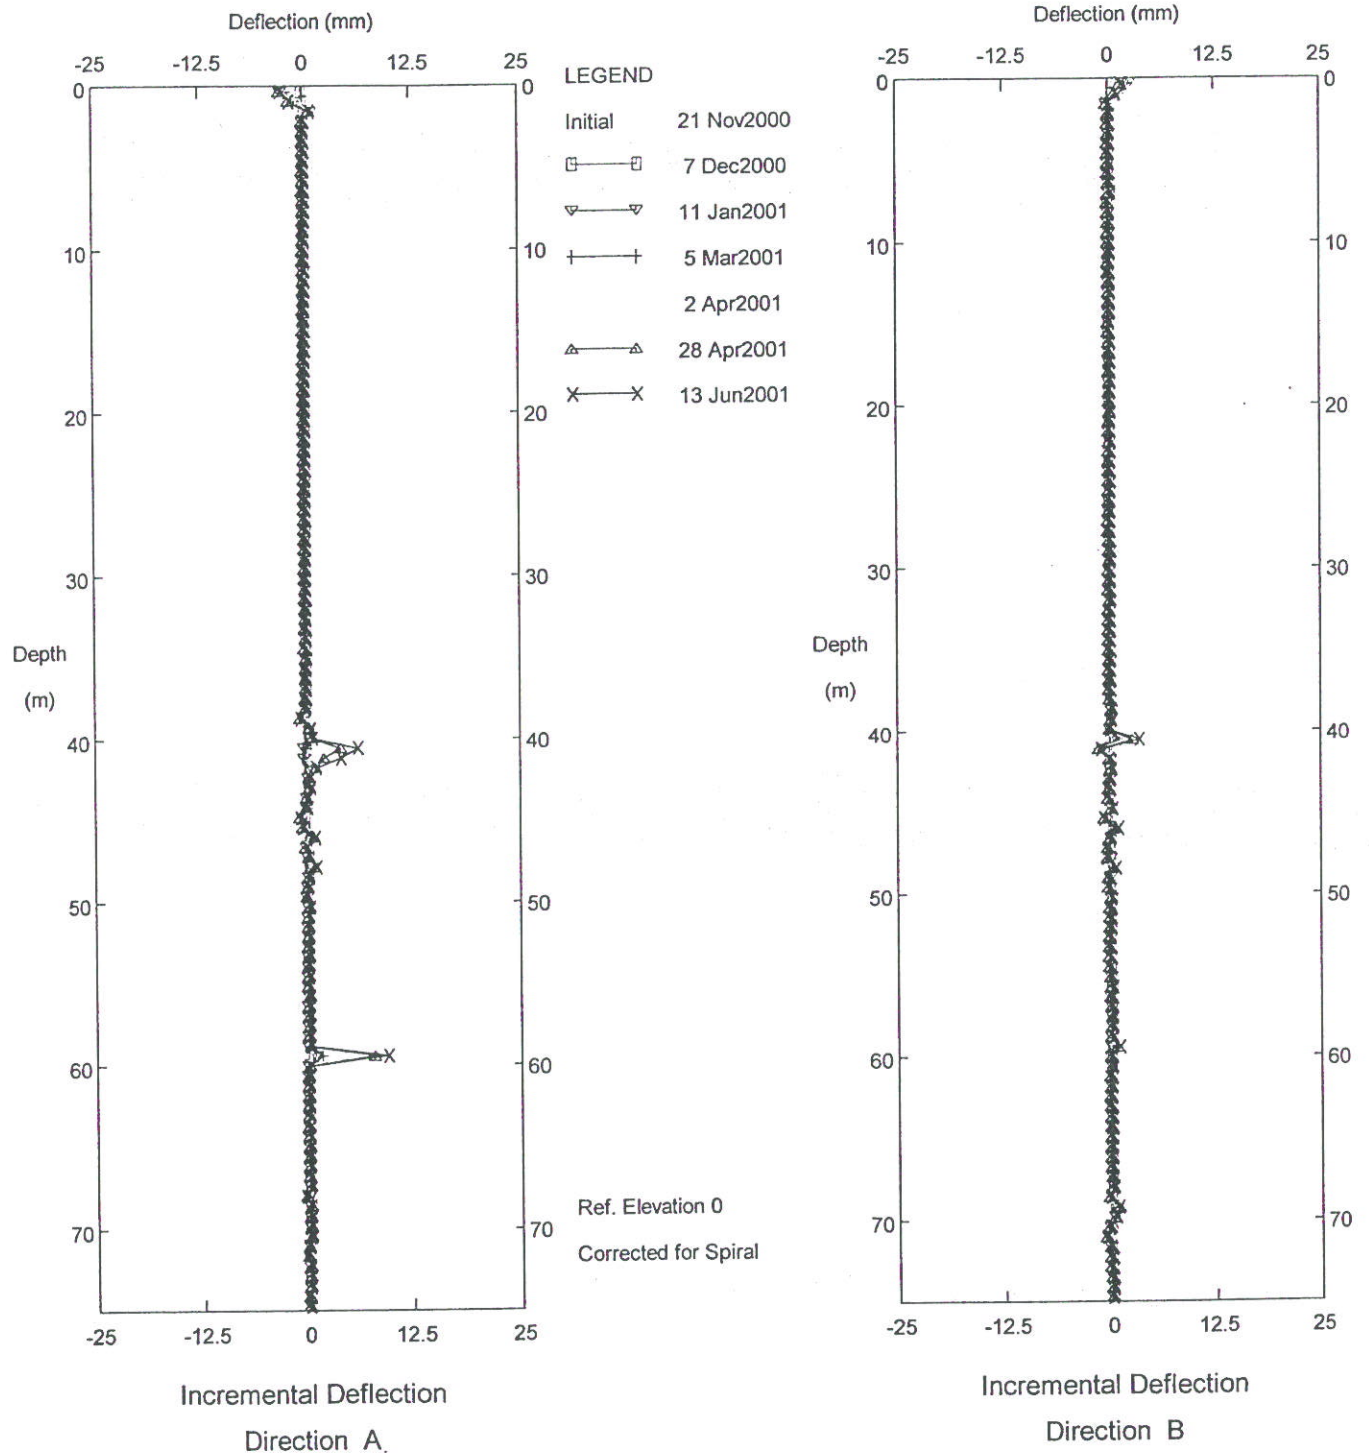 Deflection (mm)
-25 -12.5 0 12.5 25
0 0
10 10
20 20
30 30
Depth
(m)
40 40
50 50
60 60
70 70
-25 -12.5 0 12.5 25
Incremental Deflection
Direction A
LEGEND
Initial 21 Nov2000
7 Dec2000
11 Jan2001
5 Mar2001
2 Apr2001
28 Apr2001
13 Jun2001
Ref. Elevation 0
Corrected for Spiral
Deflection (mm)
-25 -12.5 0 12.5 25
0 0
10 10
20 20
30 30
Depth
(m)
40 40
50 50
60 60
70 70
-25 -12.5 0 12.5 25
Incremental Deflection
Direction B